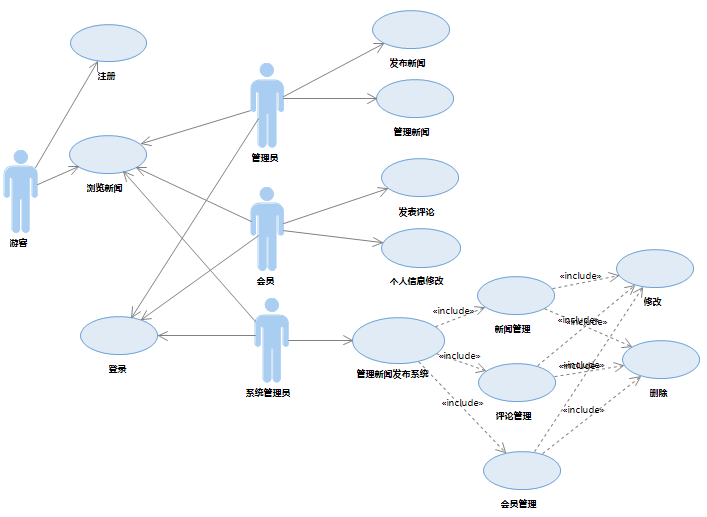 注册
发布新闻
管理新闻
管理员
浏览新闻
游客
发表评论
会员
个人信息修改
«include»
修改
«include»
新闻管理
«include»
«include»
登录
管理新闻发布系统
«include»
«include»
«include»
系统管理员
删除
«include»
评论管理
«include»
会员管理